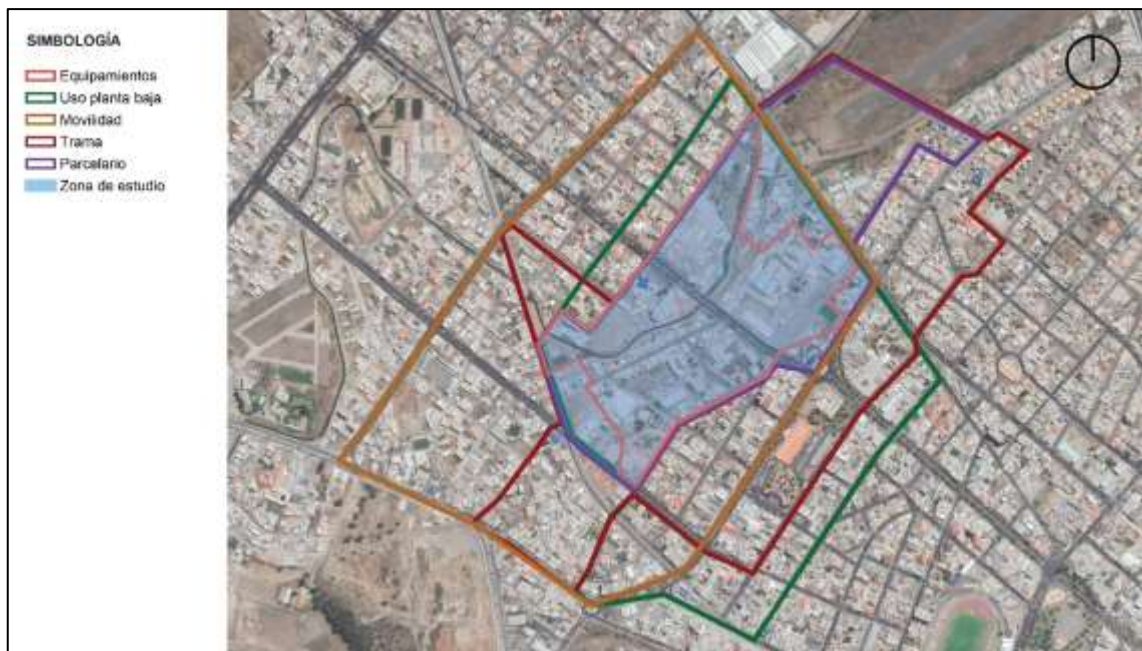 SIMBOLOGÍA
Equipamientos
Uso planta baja
Movilidad
Trama
Parcelario
Zona de estudio